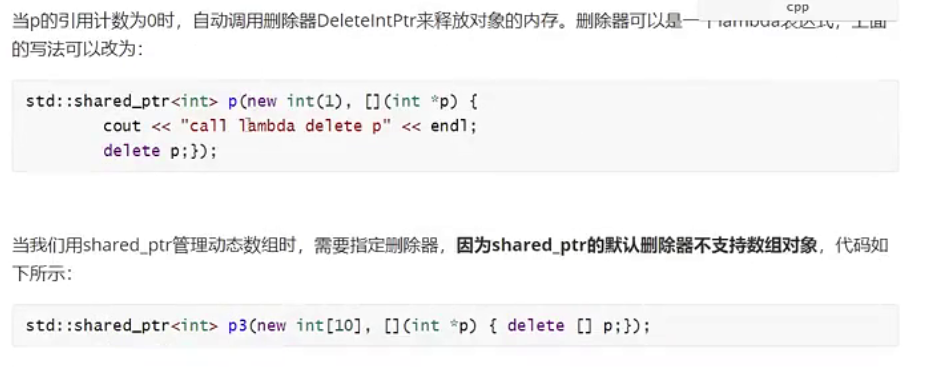 cpp
当p的引用计数为0时，自动调用删除器DeleteIntPtr来释放对象的内存。删除器可以是一个lambda表达式，上面
的写法可以改为：
std::shared_ptr<int> p(new int(1), [](int *p) {
cout << "call lambda delete p" << endl;
delete p;});
当我们用shared_ptr管理动态数组时，需要指定删除器，因为shared_ptr的默认删除器不支持数组对象，代码如
下所示：
std::shared_ptr<int> p3(new int[10], [](int *p) { delete [] p;});